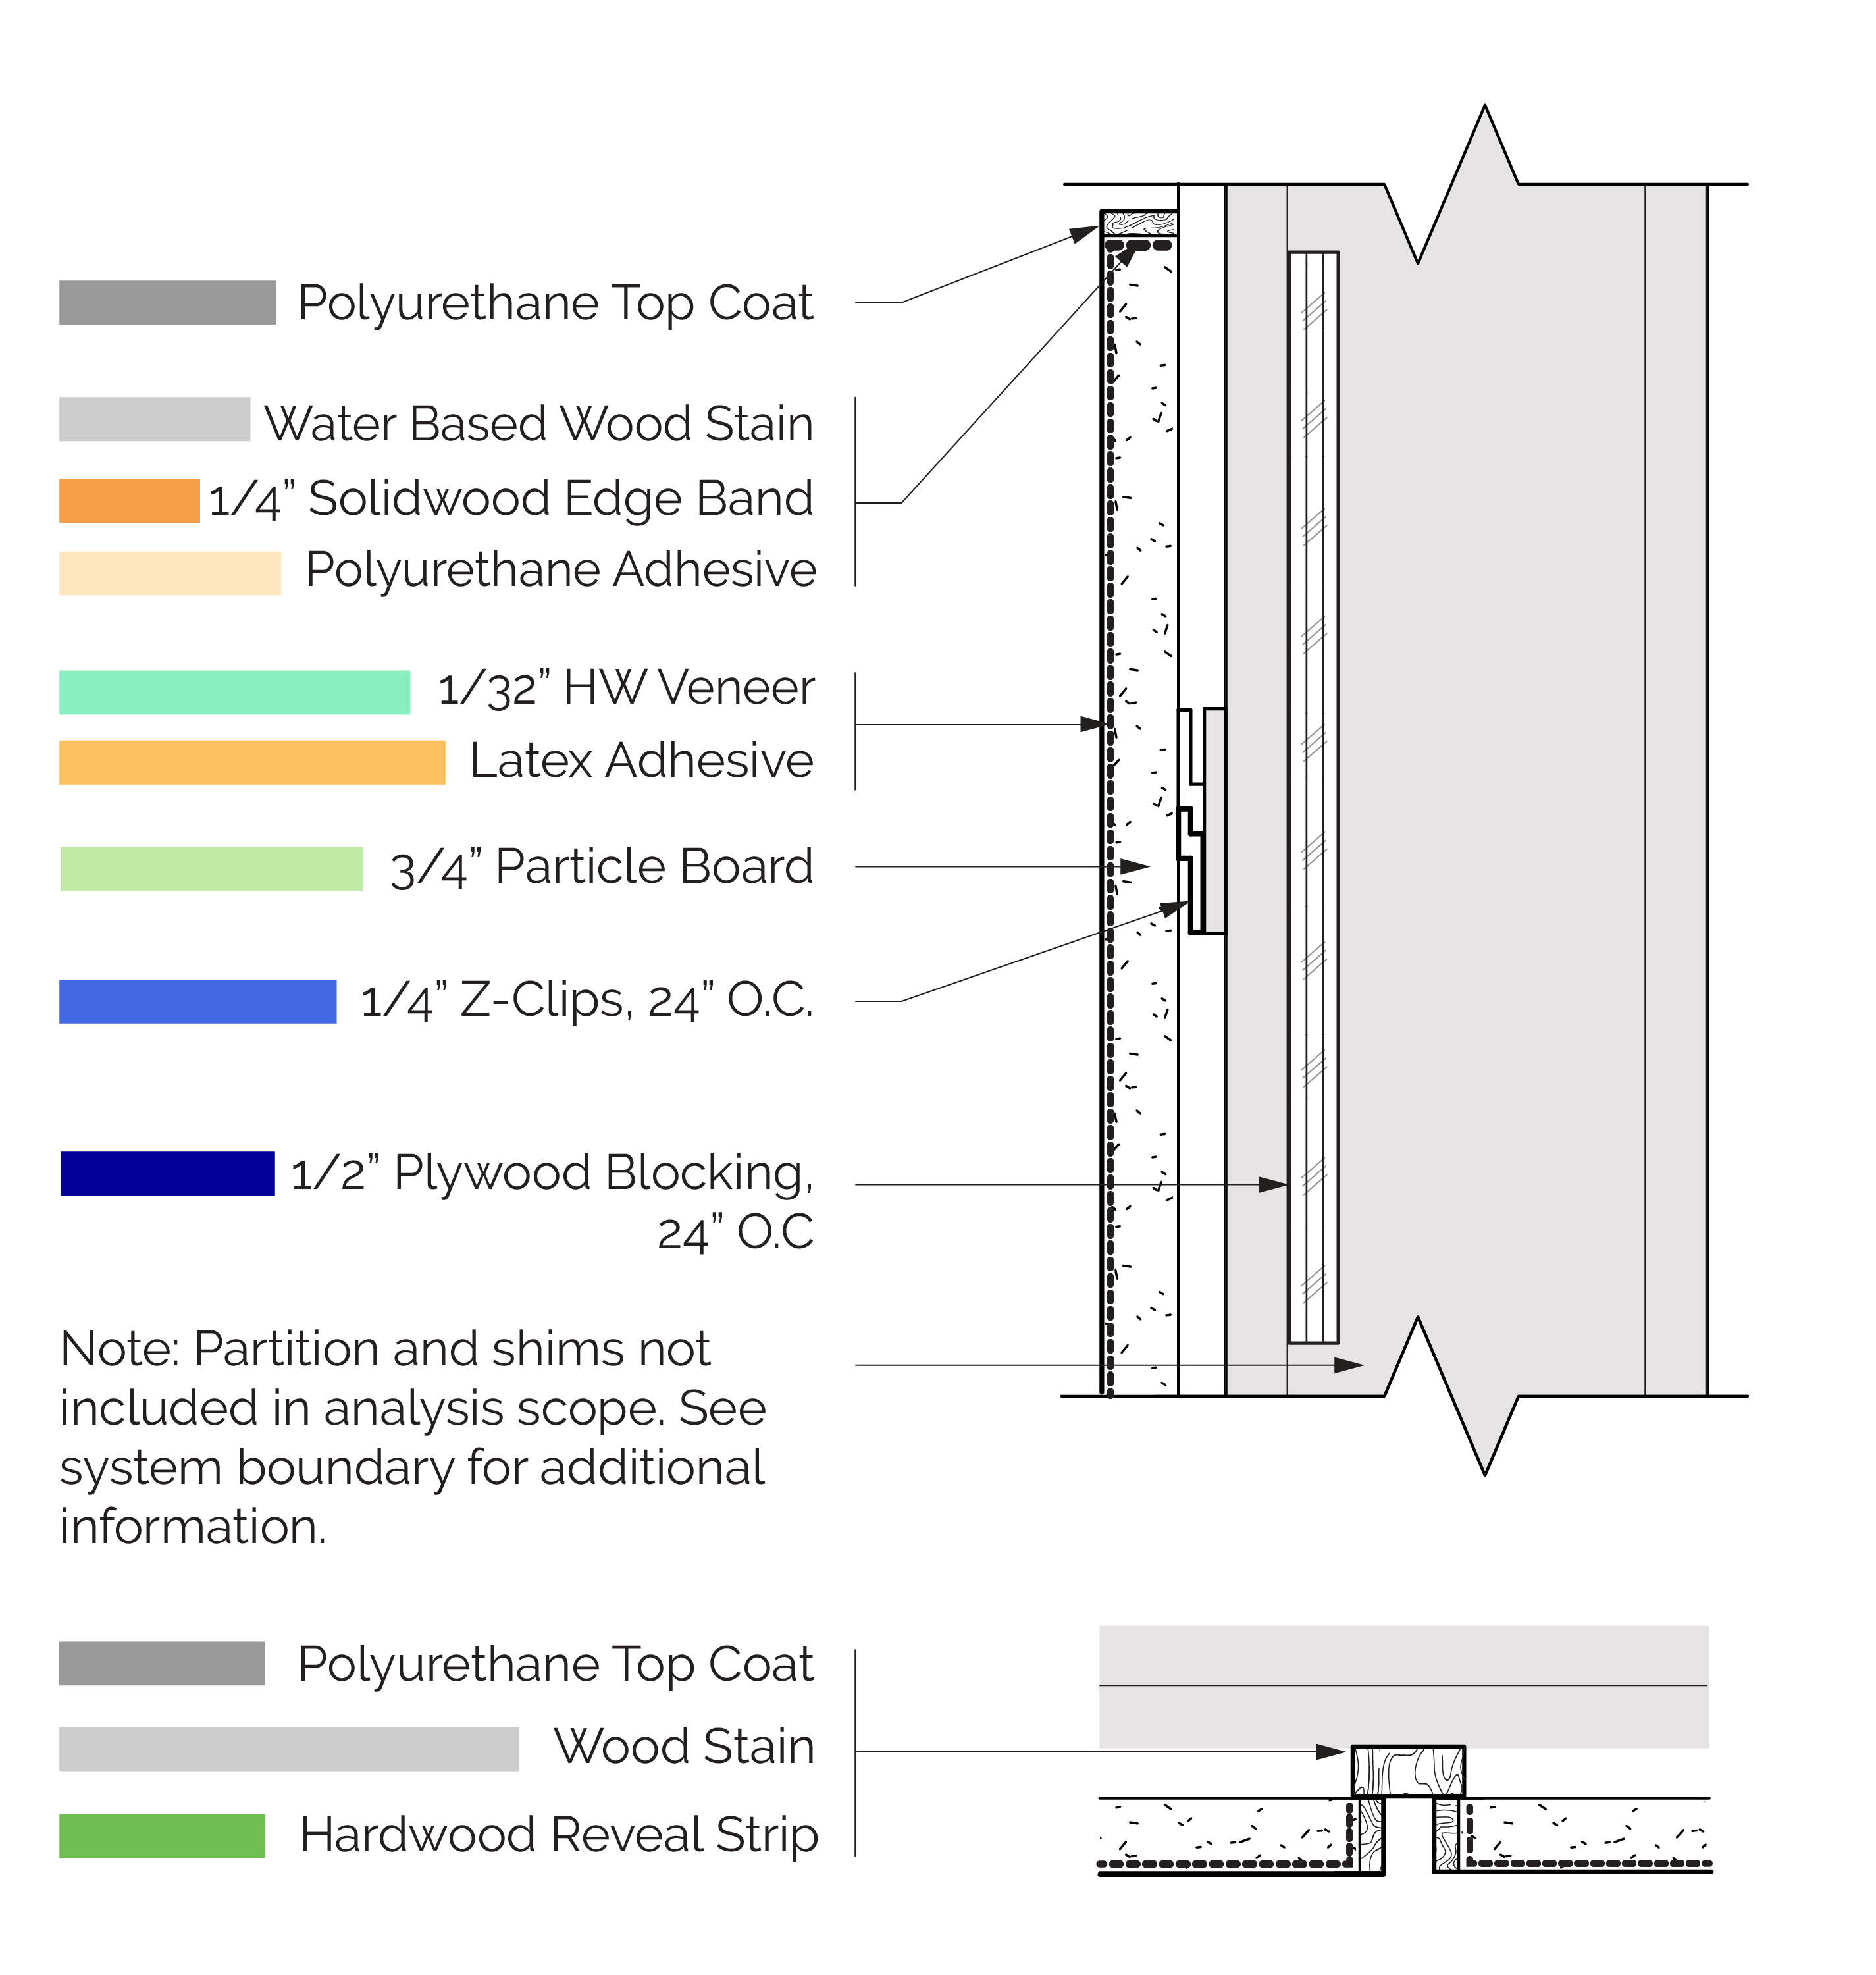 Polyurethane Top Coat
Water Based Wood Stain
1/4” Solidwood Edge Band
Polyurethane Adhesive
1/32” HW Veneer
Latex Adhesive
3/4” Particle Board
1/4” Z-Clips, 24” O.C.
1/2” Plywood Blocking,
24” O.C
Note: Partition and shims not
included in analysis scope. See
system boundary for additional
information.
Polyurethane Top Coat
Wood Stain
Hardwood Reveal Strip